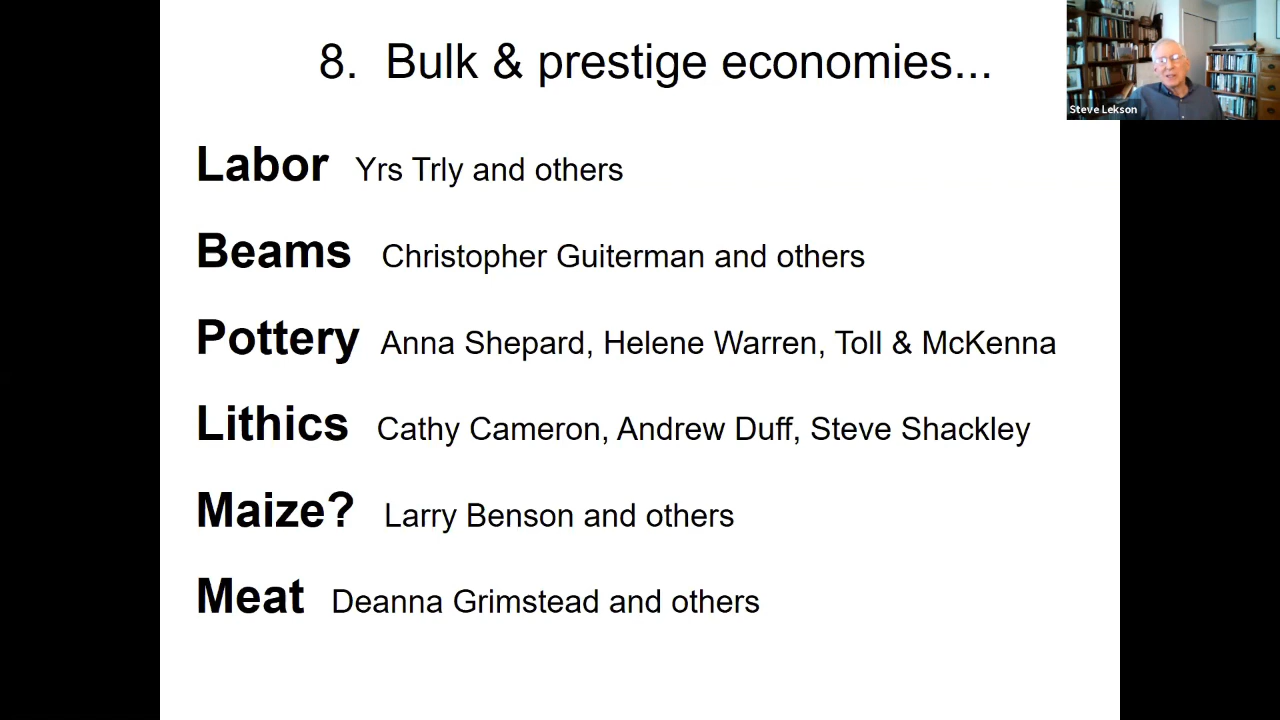 8. Bulk & prestige economies...
Steve Lekson
Labor Yrs Trly and others
Beams Christopher Guiterman and others
Pottery Anna Shepard, Helene Warren, Toll & McKenna
Lithics Cathy Cameron, Andrew Duff, Steve Shackley
Maize? Larry Benson and others
Meat Deanna Grimstead and others